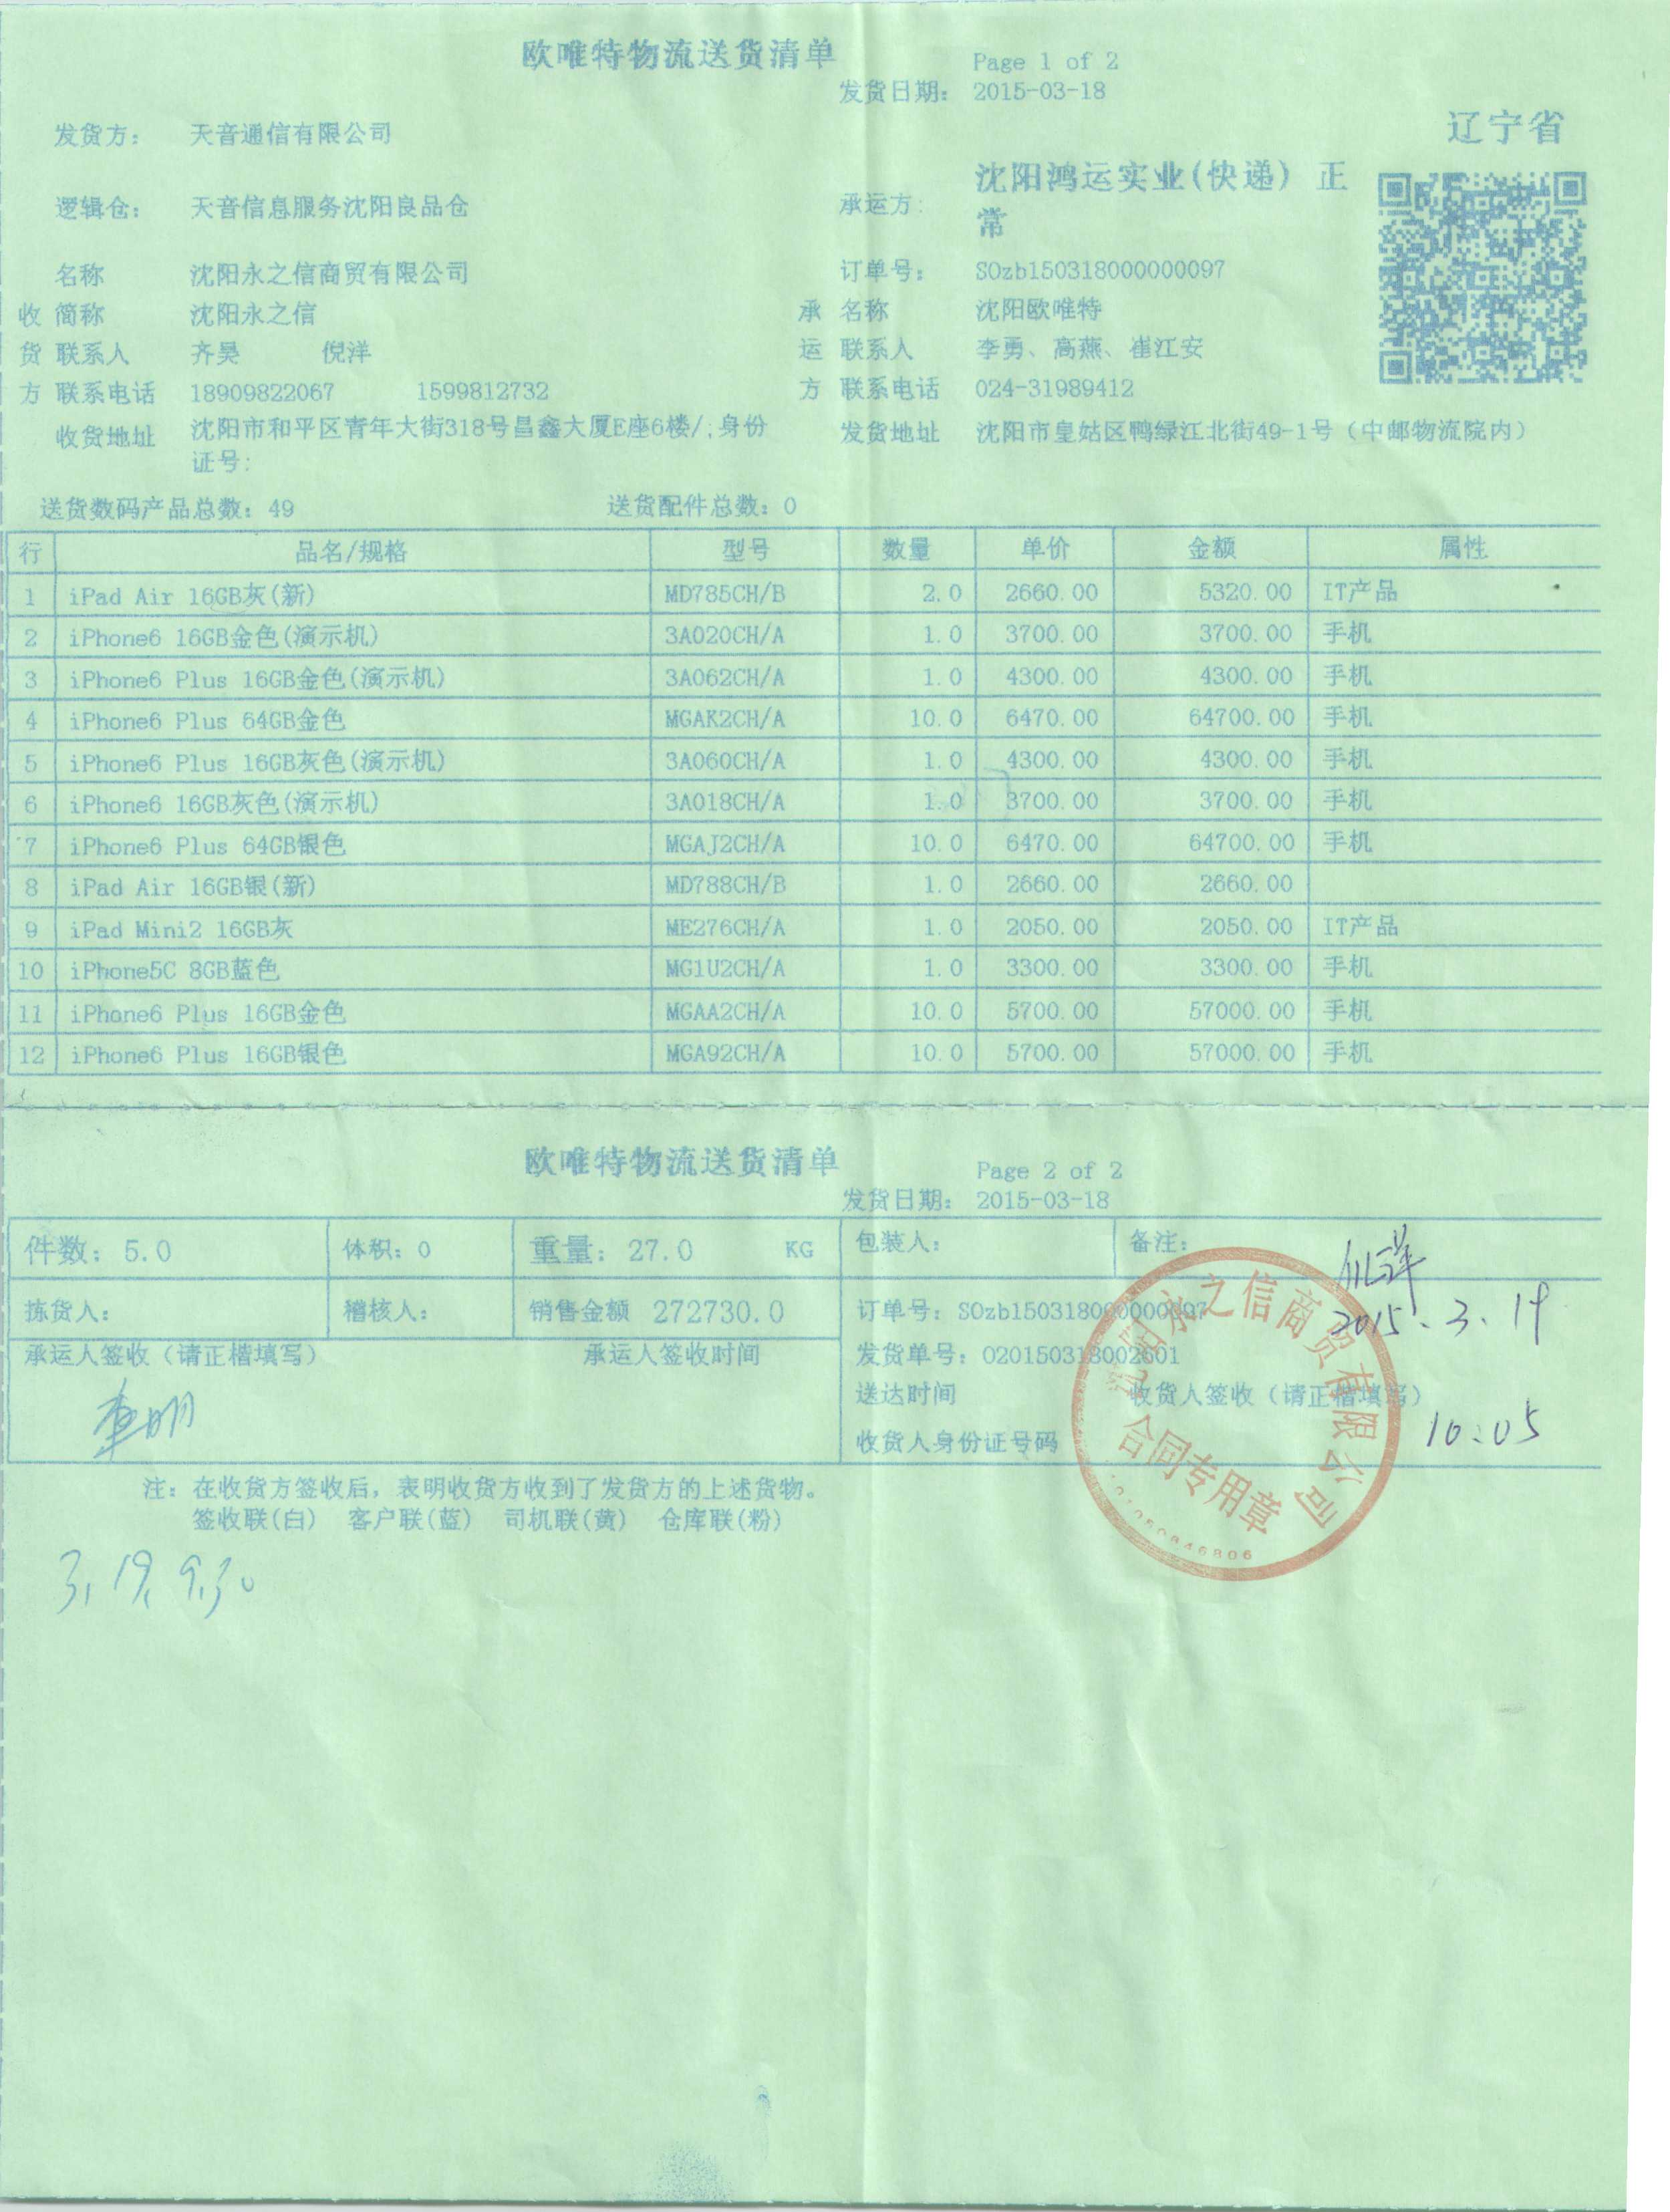 欧唯特物流送货清单 Page 1 of 2
发货日期： 2015-03-18
辽宁省
发货方： 天音通信有限公司
逻辑仓： 天音信息服务沈阳良品仓 承运方： 沈阳鸿运实业(快递) 正常
名称 沈阳永之信商贸有限公司 订单号： SOzb150318000000097
收 简称 沈阳永之信 承 名称 沈阳欧唯特
货 联系人 齐昊 倪洋 运 联系人 李勇、高燕、崔江安
方 联系电话 18909822067 1599812732 方 联系电话 024-31989412
收货地址 沈阳市和平区青年大街318号昌鑫大厦E座6楼/;身份 发货地址 沈阳市皇姑区鸭绿江北街49-1号（中邮物流院内）
证号：
送货数码产品总数：49 送货配件总数：0
行 品名/规格 型号 数量 单价 金额 属性
1 iPad Air 16GB灰(新) MD785CH/B 2.0 2660.00 5320.00 IT产品
2 iPhone6 16GB金色(演示机) 3A020CH/A 1.0 3700.00 3700.00 手机
3 iPhone6 Plus 16GB金色(演示机) 3A062CH/A 1.0 4300.00 4300.00 手机
4 iPhone6 Plus 64GB金色 MGAK2CH/A 10.0 6470.00 64700.00 手机
5 iPhone6 Plus 16GB灰色(演示机) 3A060CH/A 1.0 4300.00 4300.00 手机
6 iPhone6 16GB灰色(演示机) 3A018CH/A 1.0 3700.00 3700.00 手机
7 iPhone6 Plus 64GB银色 MGAJ2CH/A 10.0 6470.00 64700.00 手机
8 iPad Air 16GB银(新) MD788CH/B 1.0 2660.00 2660.00
9 iPad Mini2 16GB灰 ME276CH/A 1.0 2050.00 2050.00 IT产品
10 iPhone5C 8GB蓝色 MG1U2CH/A 1.0 3300.00 3300.00 手机
11 iPhone6 Plus 16GB金色 MGAA2CH/A 10.0 5700.00 57000.00 手机
12 iPhone6 Plus 16GB银色 MGA92CH/A 10.0 5700.00 57000.00 手机
欧唯特物流送货清单 Page 2 of 2
发货日期： 2015-03-18
件数：5.0 体积：0 重量：27.0 KG 包装人： 备注：
拣货人： 稽核人： 销售金额 272730.0 订单号：SOzb150318000000097
2015.3.19
承运人签收（请正楷填写） 承运人签收时间 发货单号：020150318002601
送达时间 收货人签收（请正楷填写）
收货人身份证号码
10:05
沈阳永之信商贸有限公司
合同专用章
注：在收货方签收后，表明收货方收到了发货方的上述货物。
签收联(白) 客户联(蓝) 司机联(黄) 仓库联(粉)
3,19,9,30